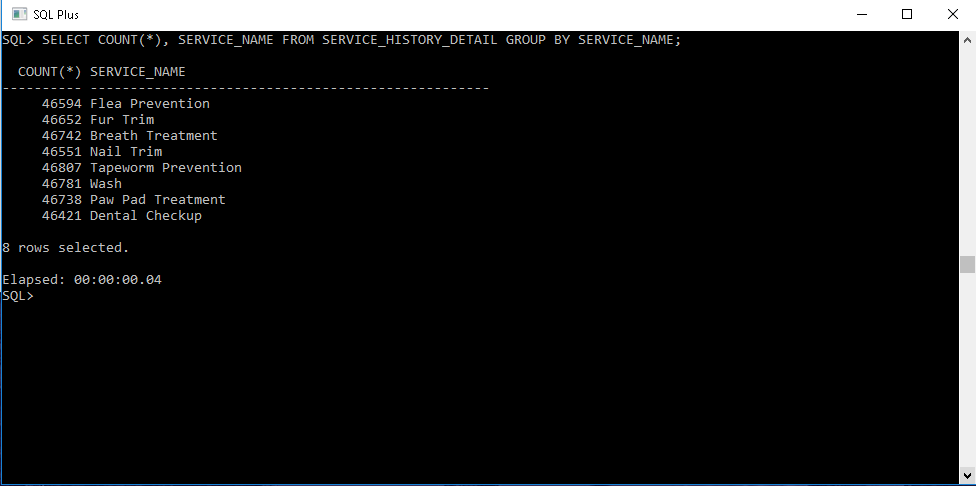 SQL Plus
SQL> SELECT COUNT(*), SERVICE_NAME FROM SERVICE_HISTORY_DETAIL GROUP BY SERVICE_NAME;
COUNT(*) SERVICE_NAME
---------- --------------------------------------------------
46594 Flea Prevention
46652 Fur Trim
46742 Breath Treatment
46551 Nail Trim
46807 Tapeworm Prevention
46781 Wash
46738 Paw Pad Treatment
46421 Dental Checkup
8 rows selected.
Elapsed: 00:00:00.04
SQL>